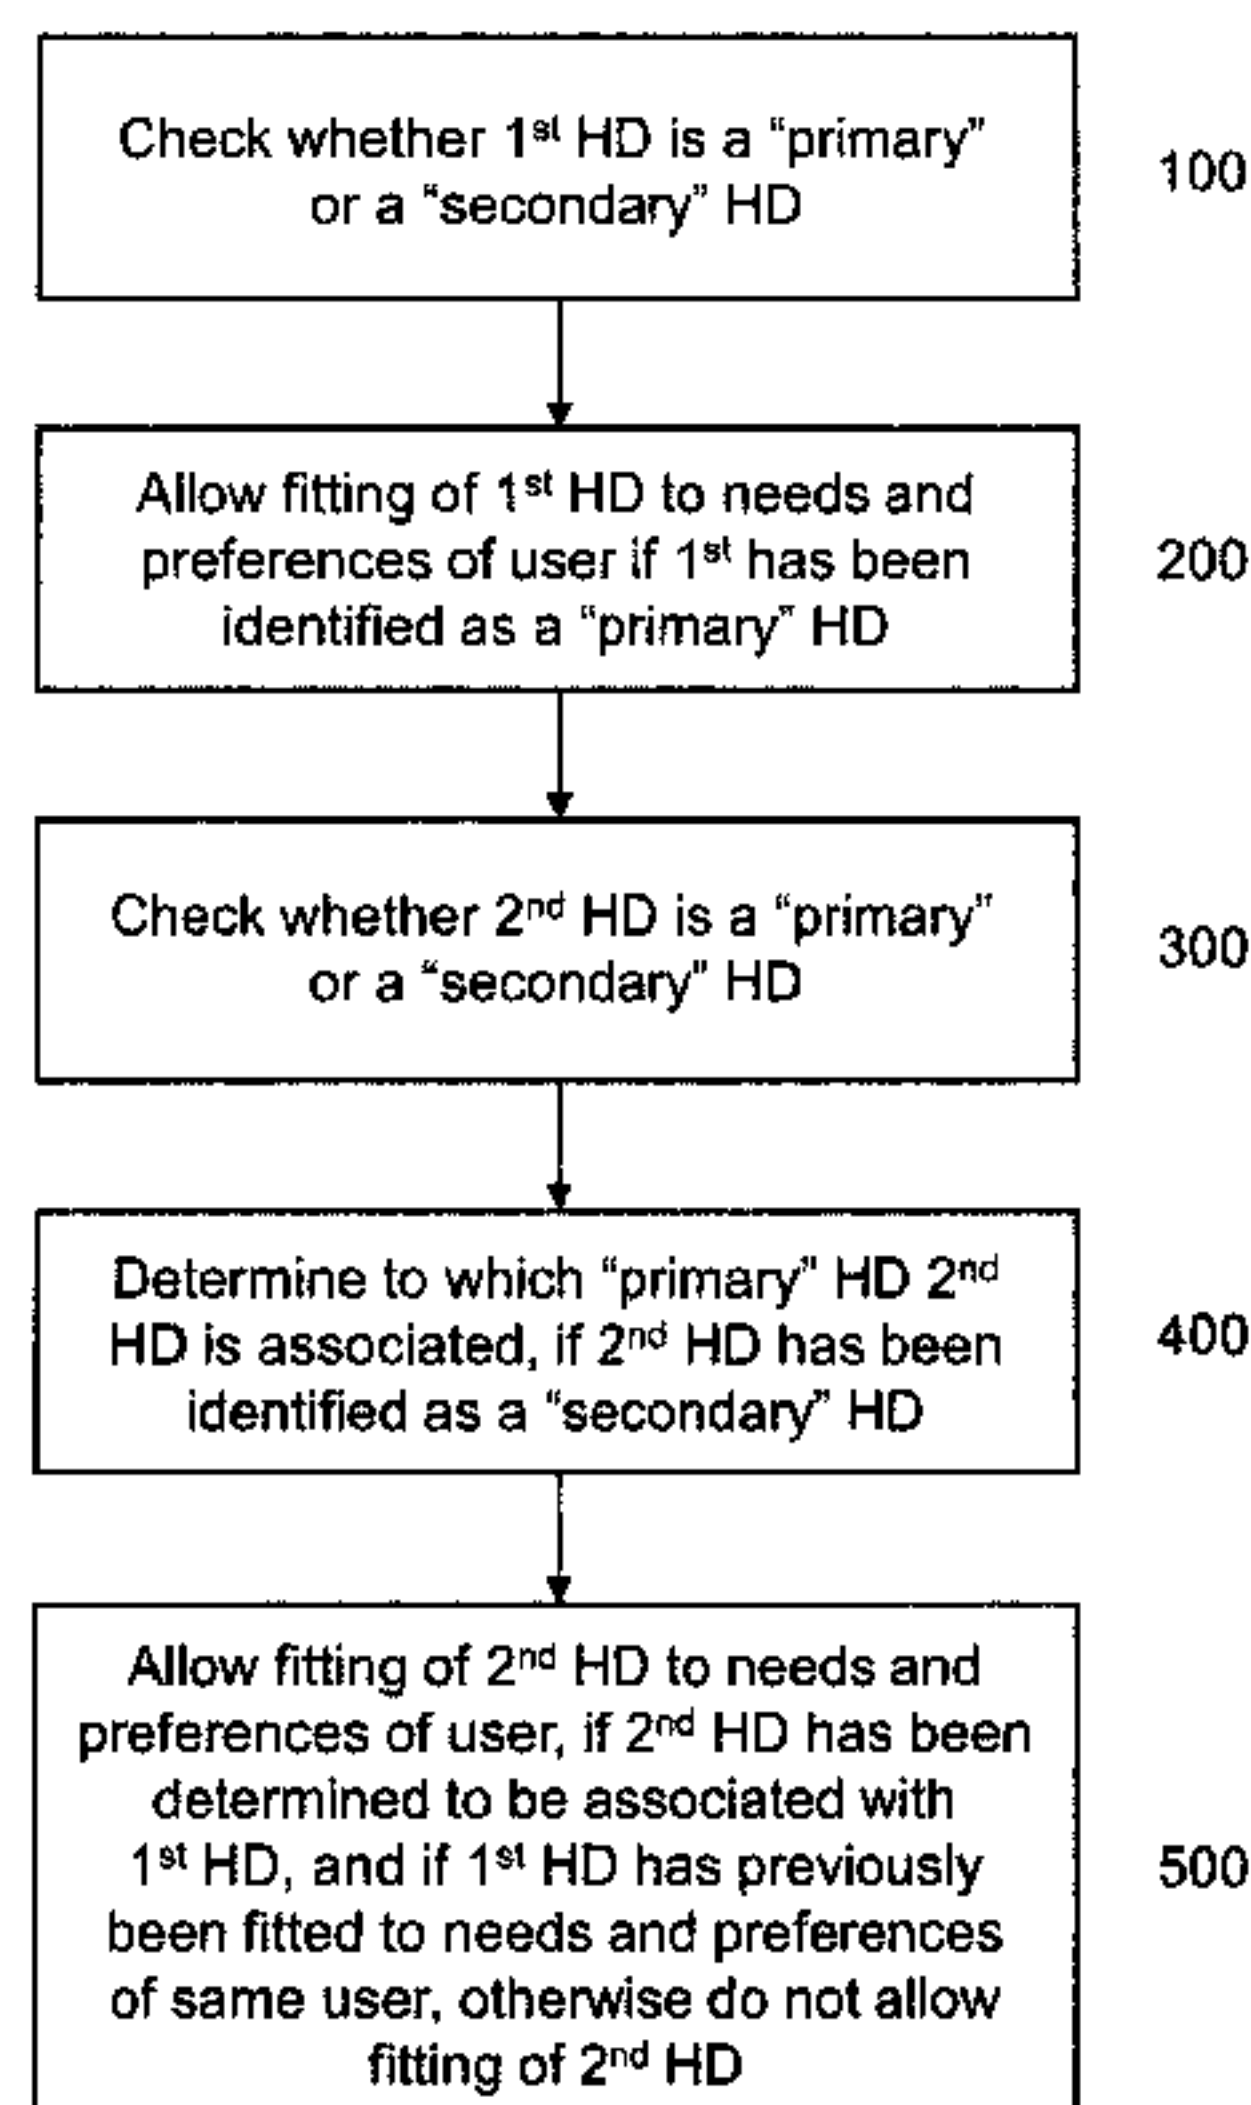 Check whether 1st HD is a “primary”
or a “secondary” HD
100
Allow fitting of 1st HD to needs and
preferences of user if 1st has been
identified as a “primary” HD
200
Check whether 2nd HD is a “primary”
or a “secondary” HD
300
Determine to which “primary” HD 2nd
HD is associated, if 2nd HD has been
identified as a “secondary” HD
400
Allow fitting of 2nd HD to needs and
preferences of user, if 2nd HD has been
determined to be associated with
1st HD, and if 1st HD has previously
been fitted to needs and preferences
of same user, otherwise do not allow
fitting of 2nd HD
500